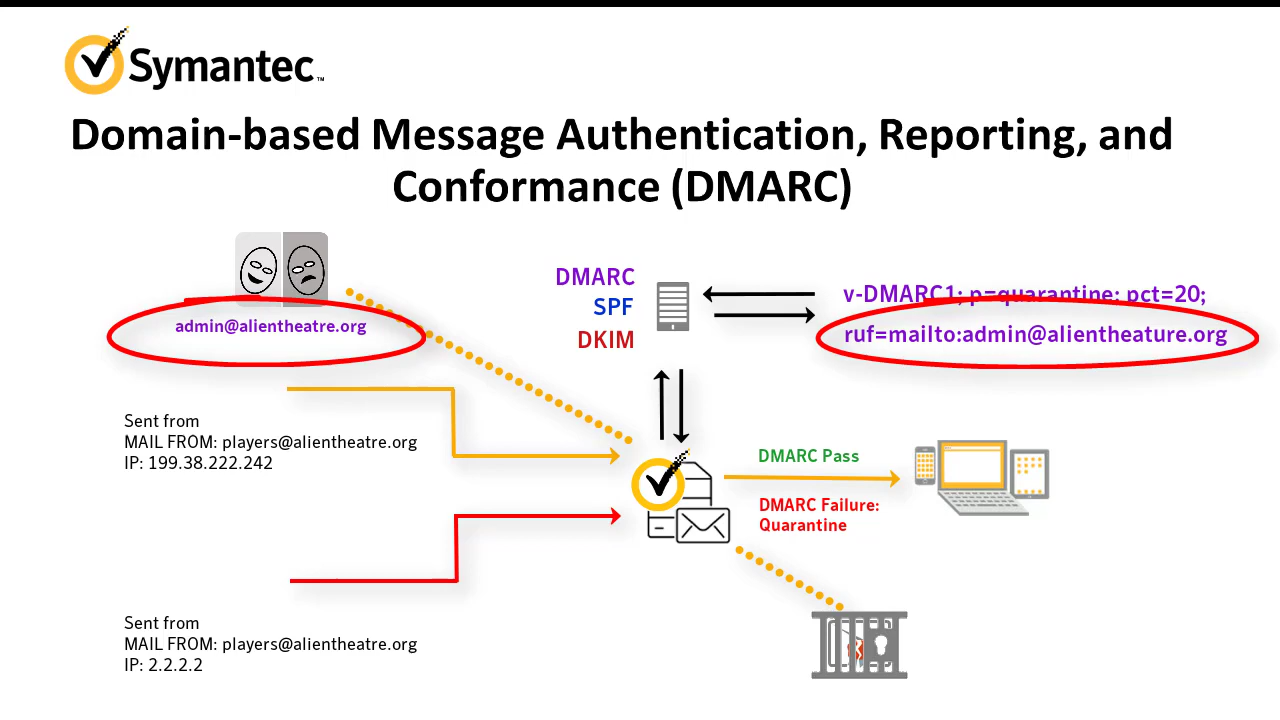 Symantec™
Domain-based Message Authentication, Reporting, and
Conformance (DMARC)
admin@alientheatre.org
DMARC
SPF
DKIM
v-DMARC1; p=quarantine; pct=20;
ruf=mailto:admin@alientheature.org
Sent from
MAIL FROM: players@alientheatre.org
IP: 199.38.222.242
DMARC Pass
DMARC Failure:
Quarantine
Sent from
MAIL FROM: players@alientheatre.org
IP: 2.2.2.2